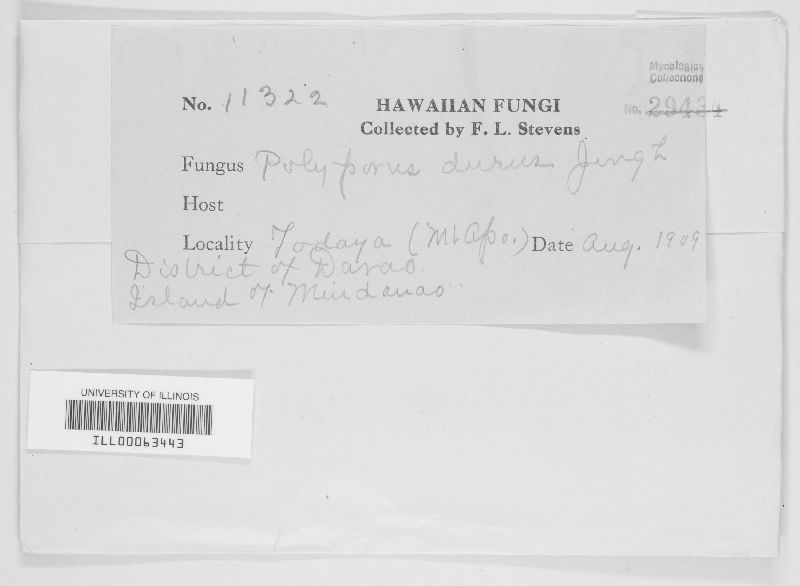 Mycological
Collections
No. 11322
HAWAIIAN FUNGI
No. 29434
Collected by F. L. Stevens
Fungus Polyporus durus Jungh
Host
Locality Todaya (Mt Apo.) Date Aug. 1909
District of Davao
Island of Mindanao
UNIVERSITY OF ILLINOIS
ILL00063443